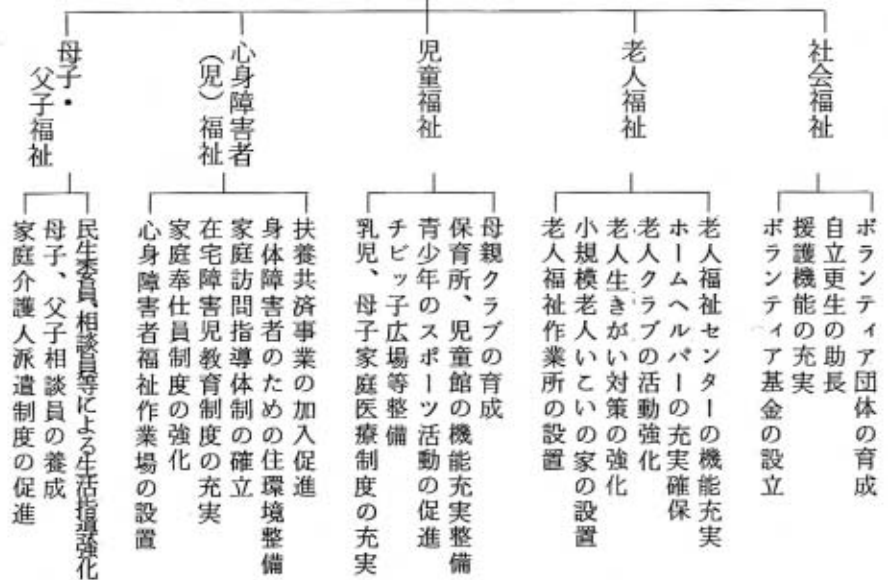 社会福祉
ボランティア団体の育成
自立更生の助長
援護機能の充実
ボランティア基金の設立
老人福祉
老人福祉センターの機能充実
ホームヘルパーの充実確保
老人クラブの活動強化
老人生きがい対策の強化
小規模老人いこいの家の設置
老人福祉作業所の設置
児童福祉
母親クラブの育成
保育所、児童館の機能充実整備
青少年のスポーツ活動の促進
チビッ子広場等整備
乳児、母子家庭医療制度の充実
心身障害者
(児)福祉
扶養共済事業の加入促進
身体障害者のための住環境整備
家庭訪問指導体制の確立
在宅障害児教育制度の充実
家庭奉仕員制度の強化
心身障害者福祉作業場の設置
母子・
父子福祉
民生委員、相談員等による生活指導強化
母子、父子相談員の養成
家庭介護人派遣制度の促進